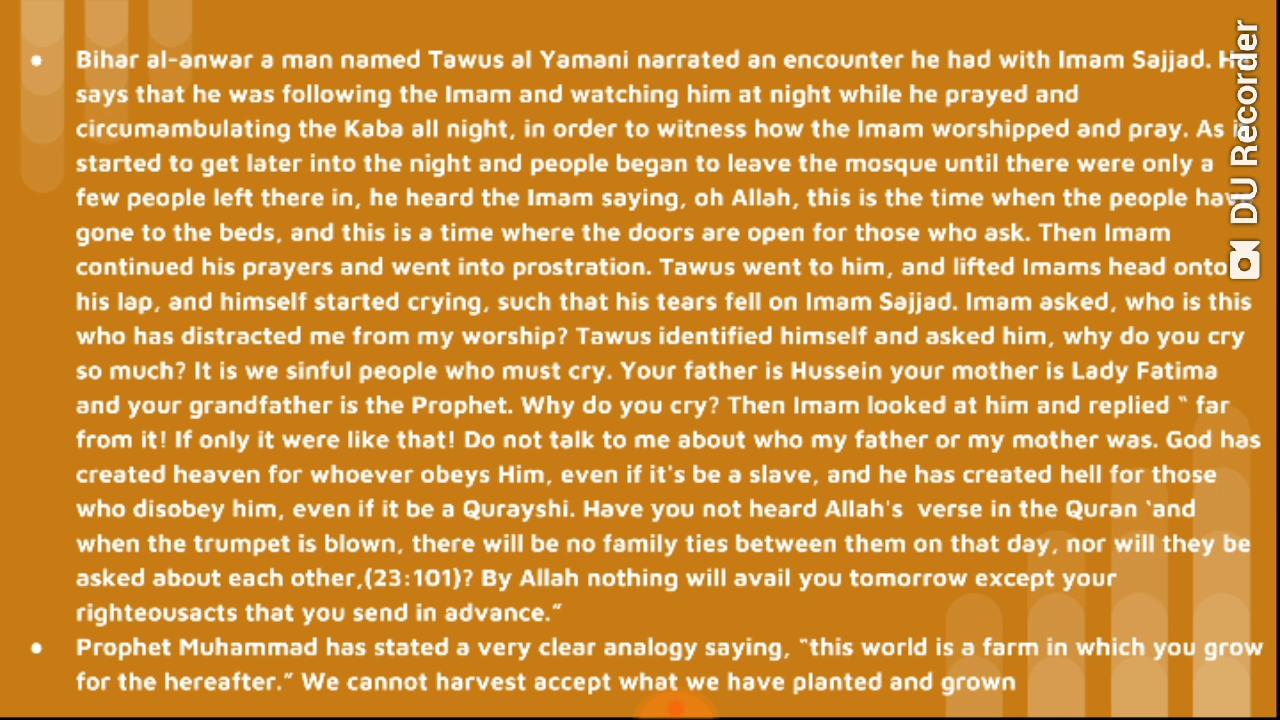 • Bihar al-anwar a man named Tawus al Yamani narrated an encounter he had with Imam Sajjad.
says that he was following the Imam and watching him at night while he prayed and
circumambulating the Kaba all night, in order to witness how the Imam worshipped and pray. As
started to get later into the night and people began to leave the mosque until there were only a
few people left there in, he heard the Imam saying, oh Allah, this is the time when the people
gone to the beds, and this is a time where the doors are open for those who ask. Then Imam
continued his prayers and went into prostration. Tawus went to him, and lifted Imams head onto
his lap, and himself started crying, such that his tears fell on Imam Sajjad. Imam asked, who is this
who has distracted me from my worship? Tawus identified himself and asked him, why do you cry
so much? It is we sinful people who must cry. Your father is Hussein your mother is Lady Fatima
and your grandfather is the Prophet. Why do you cry? Then Imam looked at him and replied “ far
from it! If only it were like that! Do not talk to me about who my father or my mother was. God has
created heaven for whoever obeys Him, even if it's be a slave, and he has created hell for those
who disobey him, even if it be a Qurayshi. Have you not heard Allah's verse in the Quran ‘and
when the trumpet is blown, there will be no family ties between them on that day, nor will they be
asked about each other,(23:101)? By Allah nothing will avail you tomorrow except your
righteousacts that you send in advance.”
• Prophet Muhammad has stated a very clear analogy saying, “this world is a farm in which you grow
for the hereafter.” We cannot harvest accept what we have planted and grown
DU Recorder